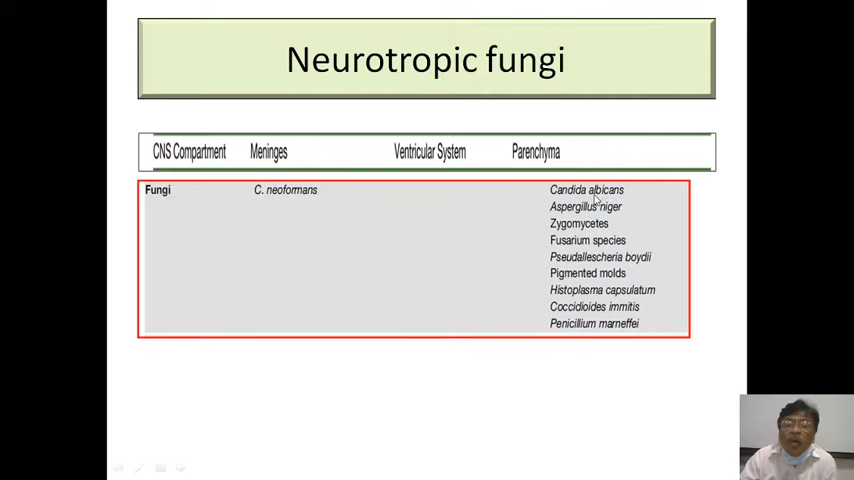 Neurotropic fungi
CNS Compartment Meninges Ventricular System Parenchyma
Fungi C. neoformans Candida albicans
Aspergillus niger
Zygomycetes
Fusarium species
Pseudallescheria boydii
Pigmented molds
Histoplasma capsulatum
Coccidioides immitis
Penicillium marneffei